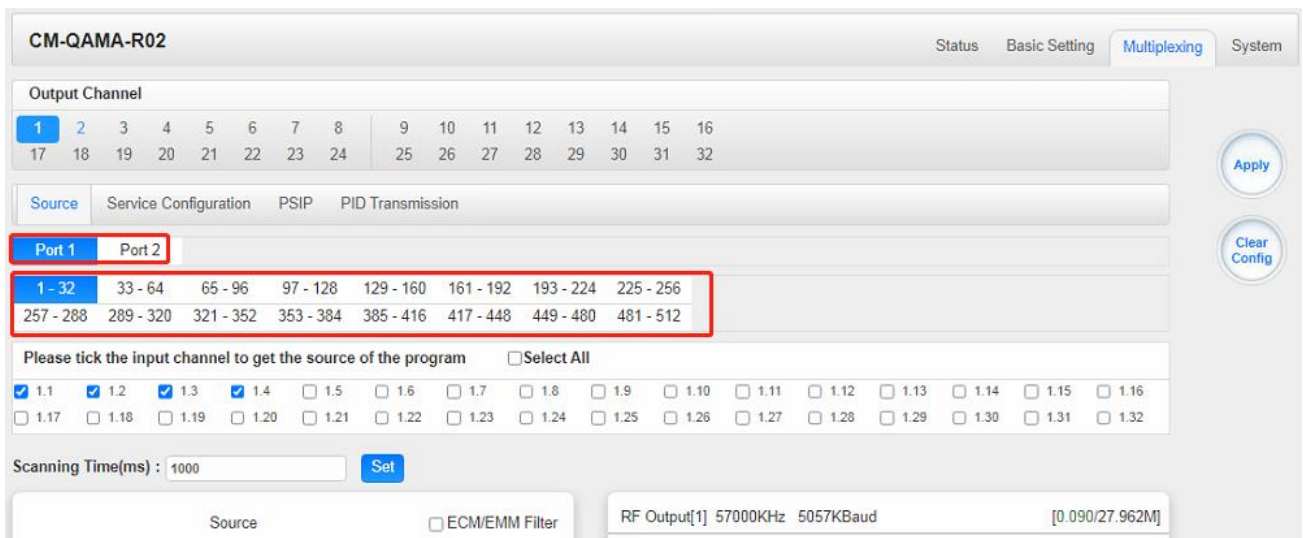 CM-QAMA-R02
Status Basic Setting Multiplexing System
Output Channel
1 2 3 4 5 6 7 8 9 10 11 12 13 14 15 16
17 18 19 20 21 22 23 24 25 26 27 28 29 30 31 32
Apply
Source Service Configuration PSIP PID Transmission
Port 1 Port 2
Clear
Config
1 - 32 33 - 64 65 - 96 97 - 128 129 - 160 161 - 192 193 - 224 225 - 256
257 - 288 289 - 320 321 - 352 353 - 384 385 - 416 417 - 448 449 - 480 481 - 512
Please tick the input channel to get the source of the program Select All
1.1 1.2 1.3 1.4 1.5 1.6 1.7 1.8 1.9 1.10 1.11 1.12 1.13 1.14 1.15 1.16
1.17 1.18 1.19 1.20 1.21 1.22 1.23 1.24 1.25 1.26 1.27 1.28 1.29 1.30 1.31 1.32
Scanning Time(ms) : 1000 Set
Source ECM/EMM Filter
RF Output[1] 57000KHz 5057KBaud [0.090/27.962M]